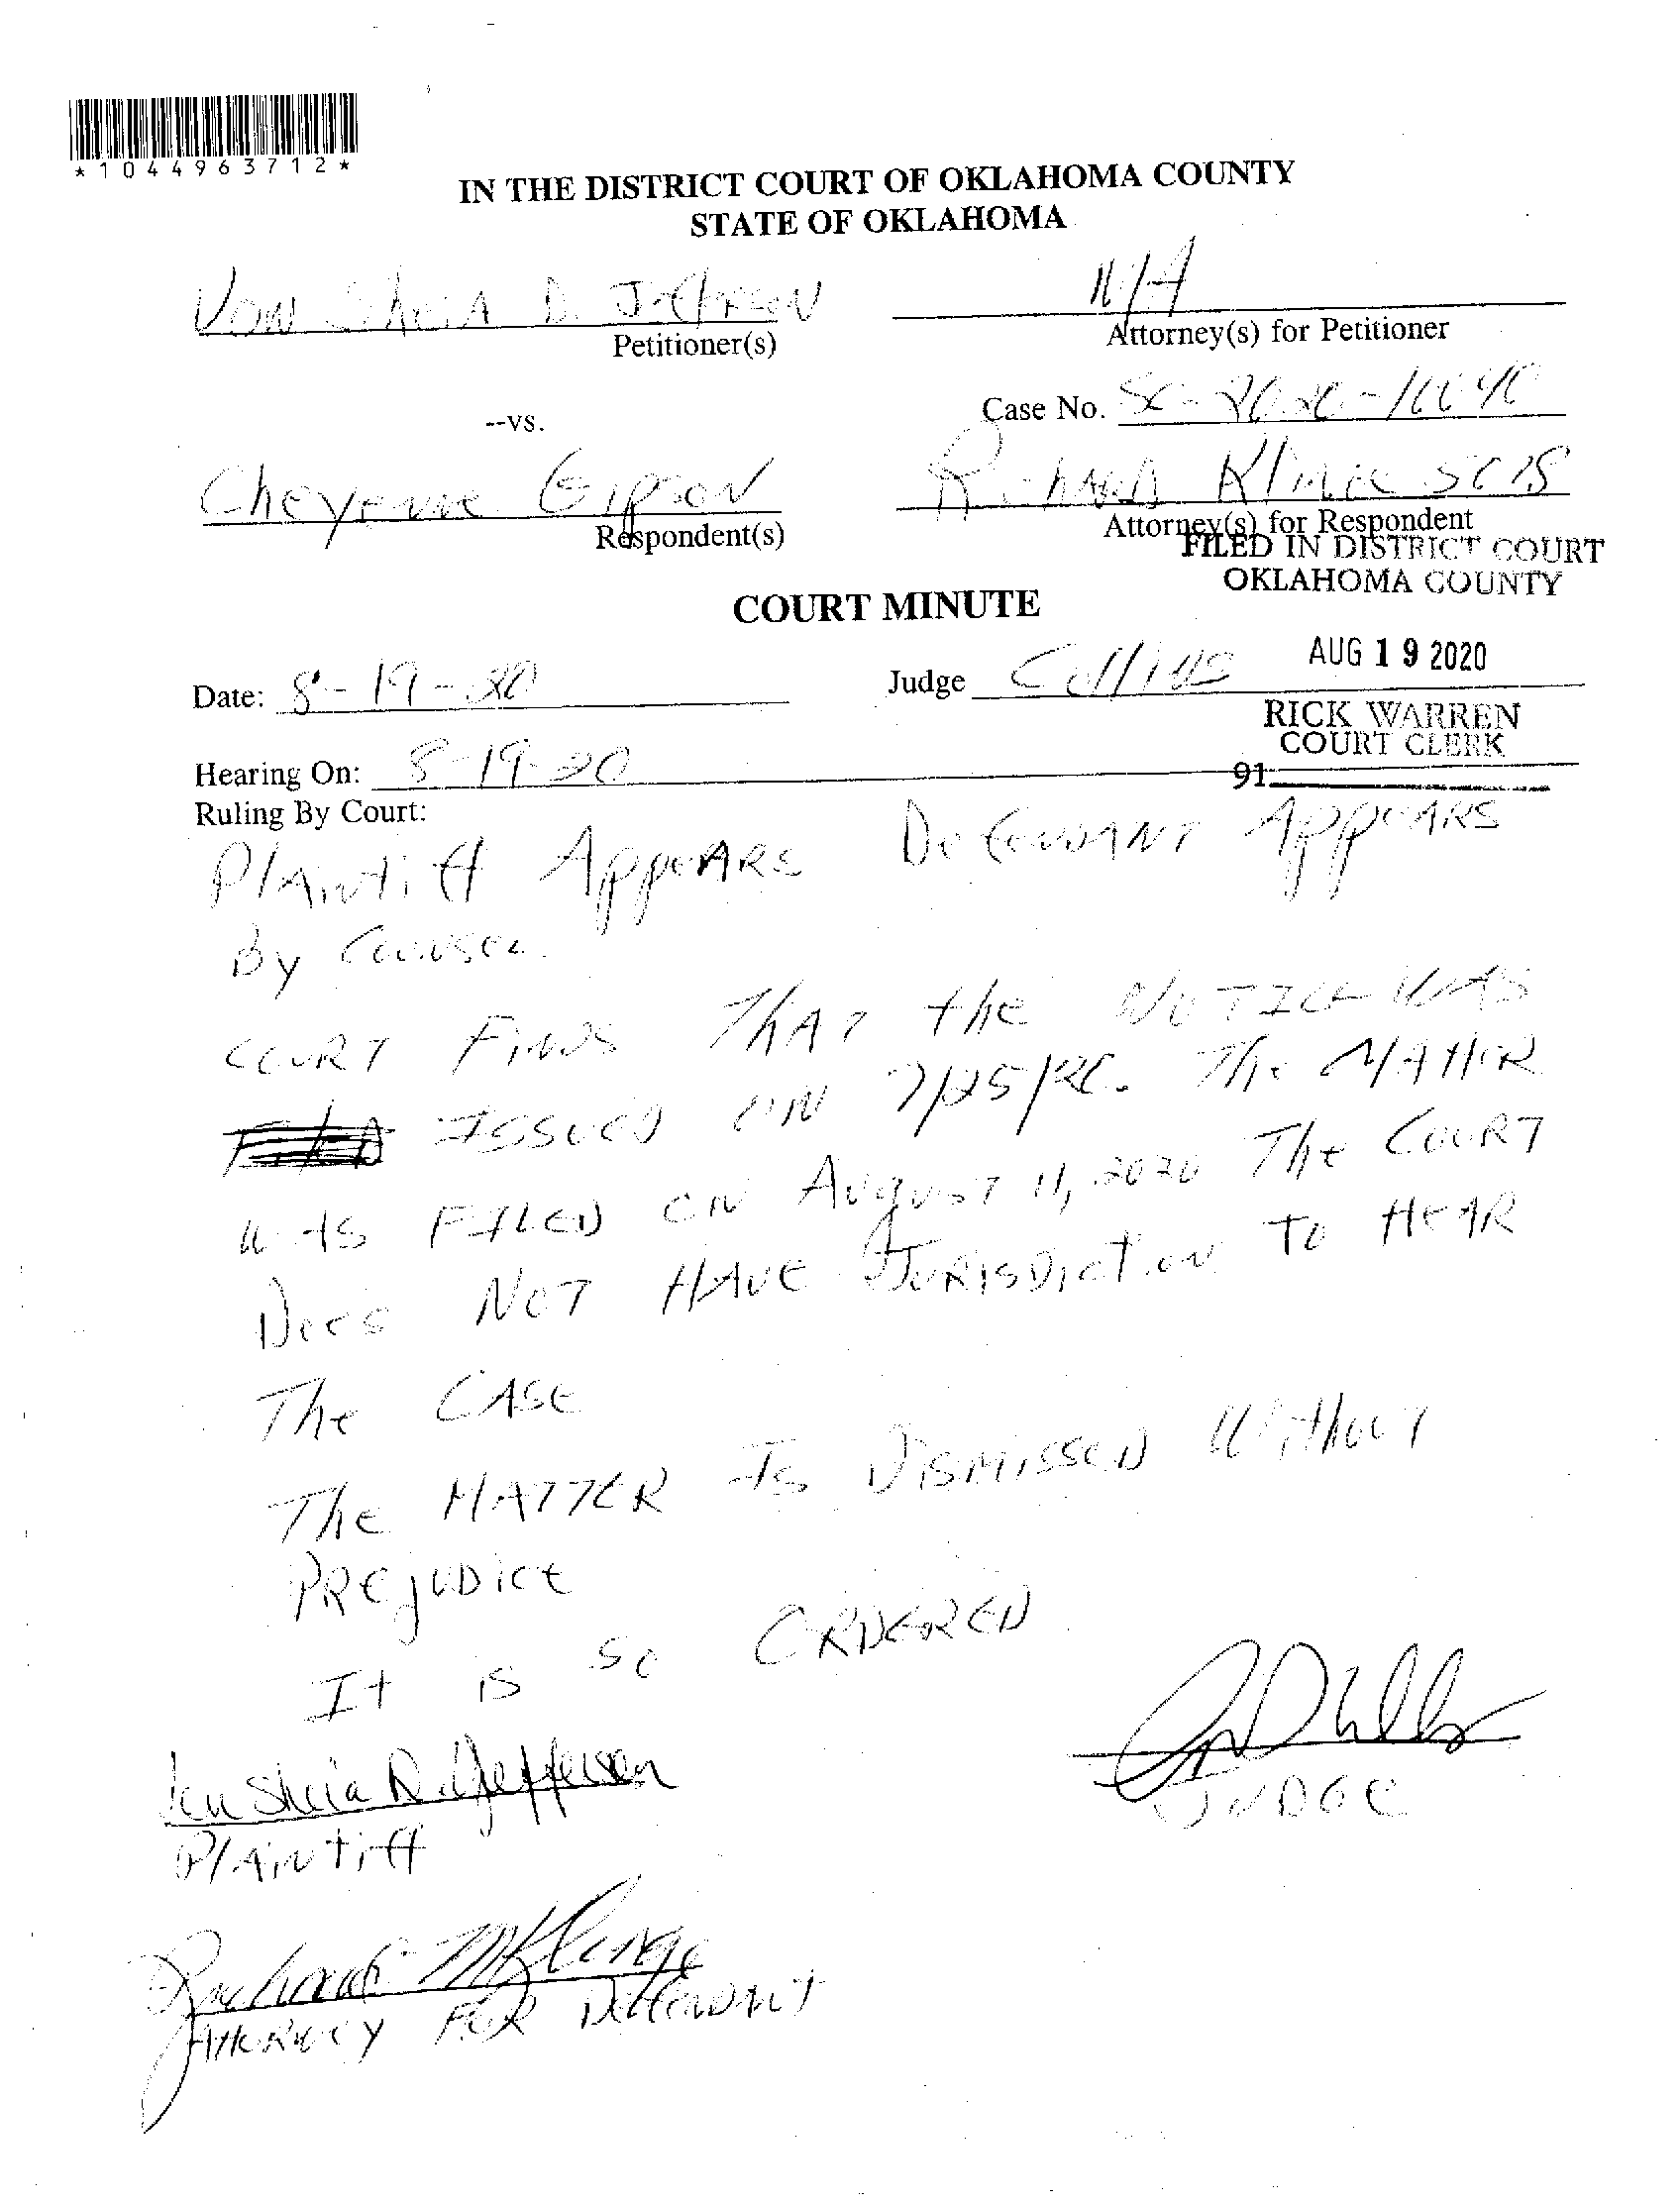 *1044963712*
IN THE DISTRICT COURT OF OKLAHOMA COUNTY
STATE OF OKLAHOMA
Von Sheia D. Jefferson
N/A
Petitioner(s)
Attorney(s) for Petitioner
--vs.
Case No. SC-2020-10040
Cheyenne Gipson
Richard Klinge
Respondent(s)
Attorney(s) for Respondent
FILED IN DISTRICT COURT
OKLAHOMA COUNTY
COURT MINUTE
AUG 19 2020
Date: 8-19-20
Judge Collins
RICK WARREN
COURT CLERK
Hearing On: 8-19-20
91
Ruling By Court:
Plaintiff Appears Defendant Appears
By Counsel.
Court Finds That the Notice was
Issued on 7/25/20. The Matter
was Filed on August 11, 2020 The Court
Does Not Have Jurisdiction To Hear
The Case
The Matter Is Dismissed Without
Prejudice
It is so Ordered
Von Sheia D. Jefferson
Plaintiff
JUDGE
Richard M Klinge
Attorney For Defendant